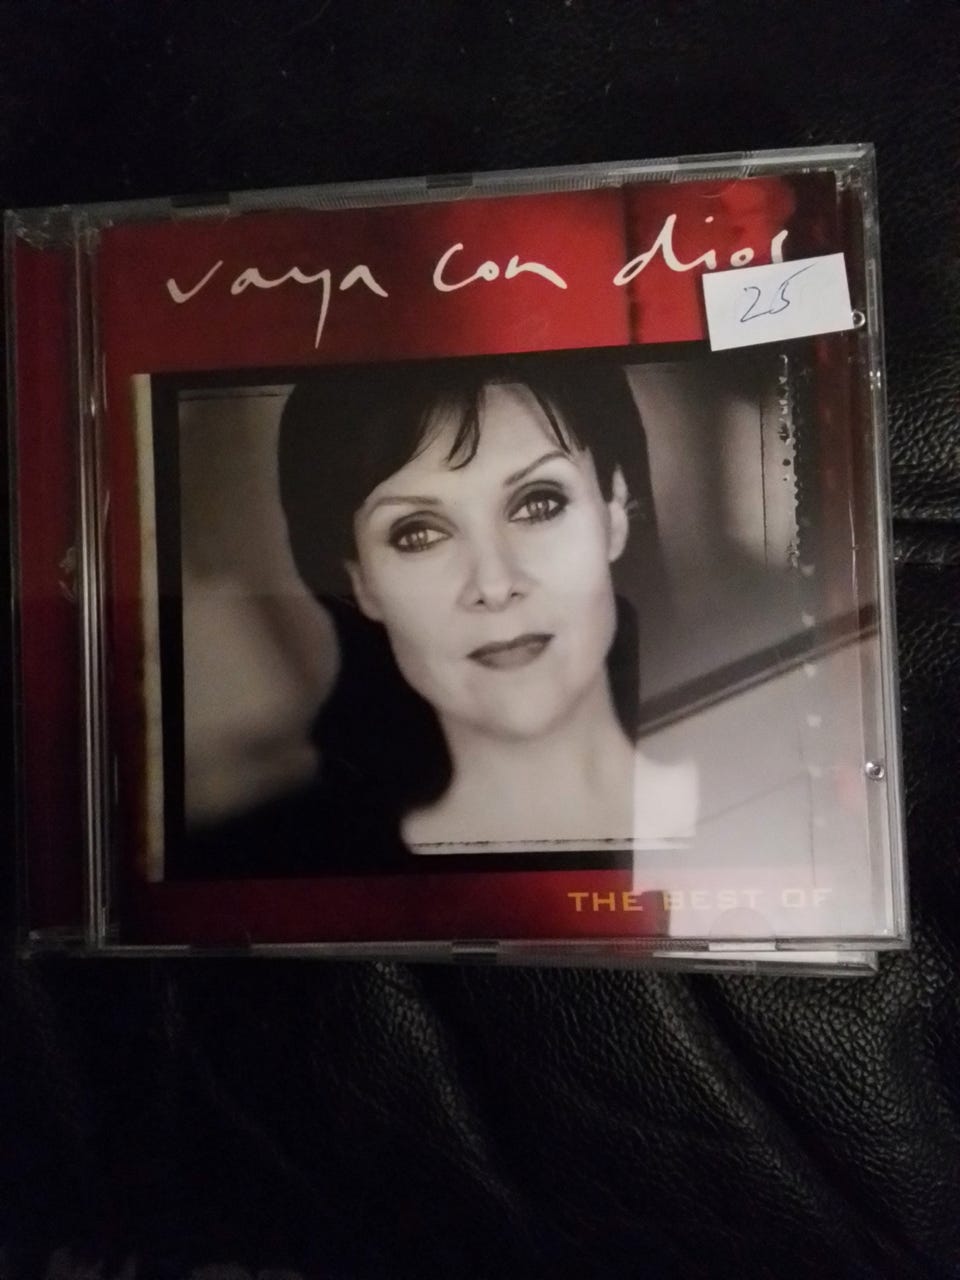 vaya con dios
25
THE BEST OF